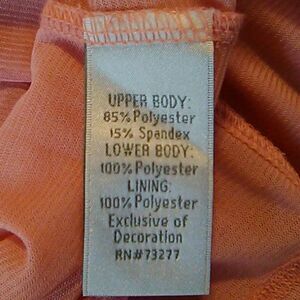 UPPER BODY:
85% Polyester
15% Spandex
LOWER BODY:
100% Polyester
LINING:
100% Polyester
Exclusive of
Decoration
RN#73277